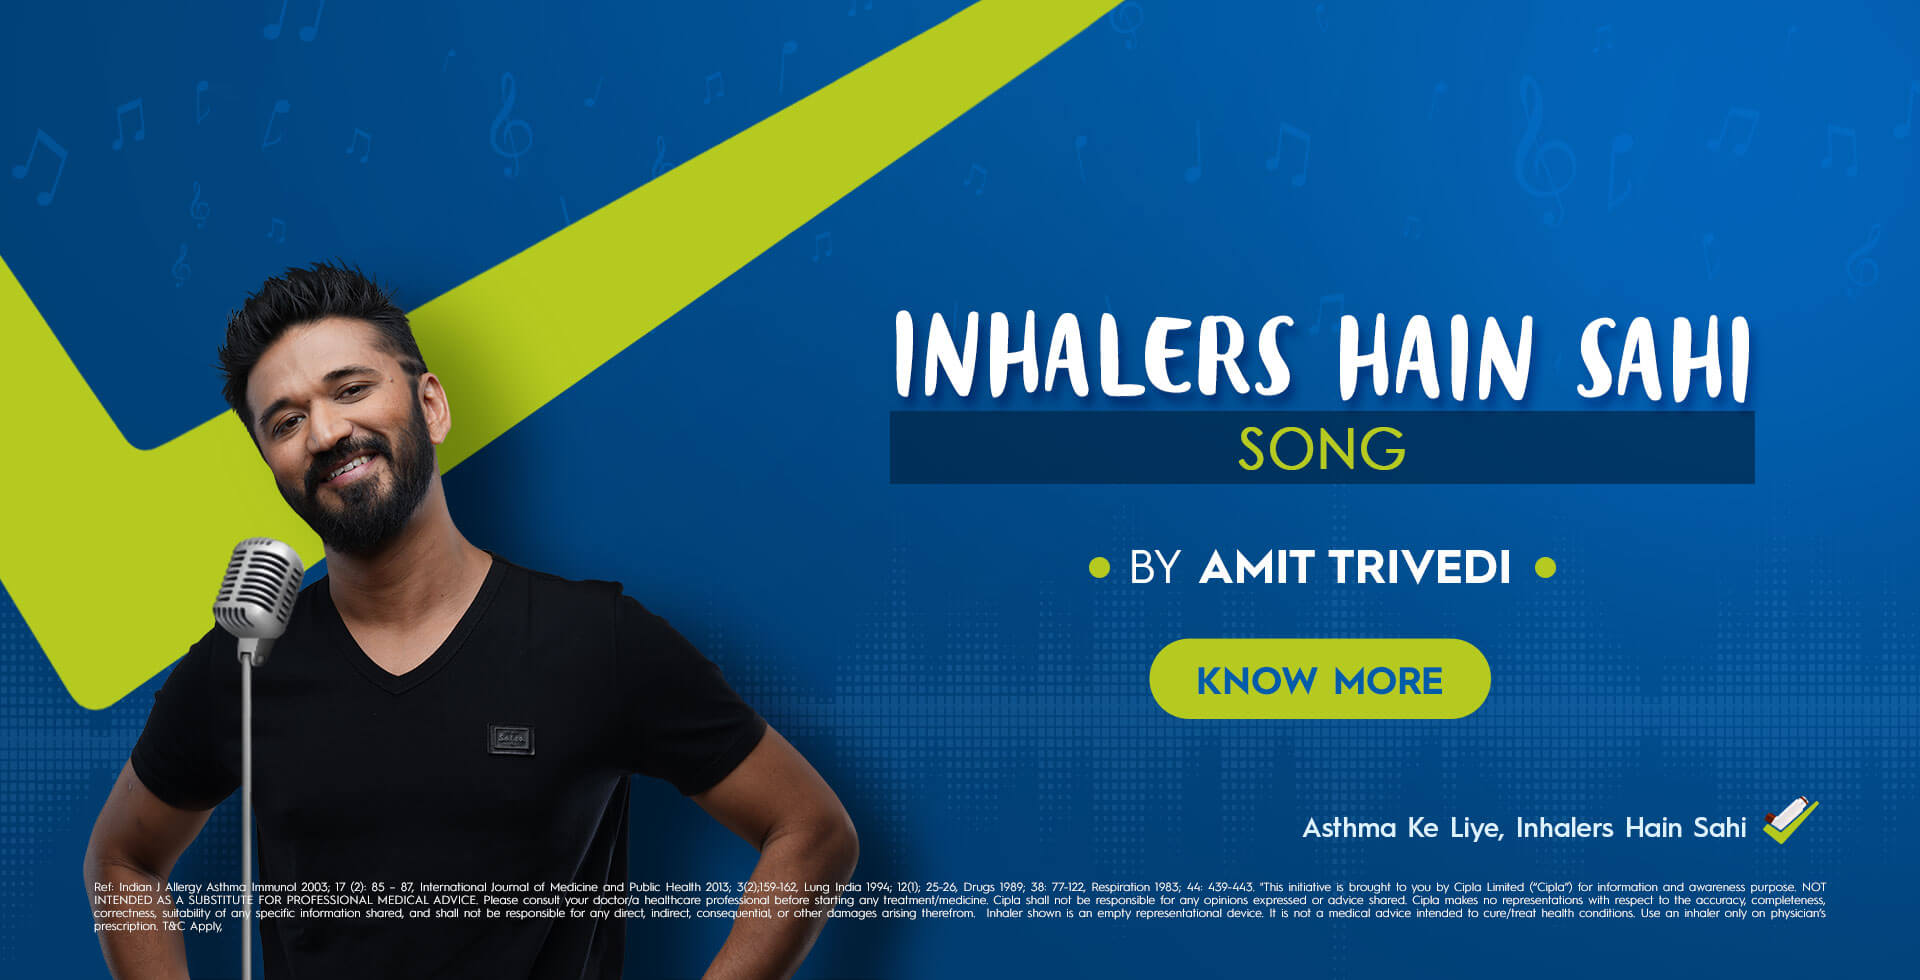 INHALERS HAIN SAHI
SONG
• BY AMIT TRIVEDI •
KNOW MORE
Asthma Ke Liye, Inhalers Hain Sahi
Ref: Indian J Allergy Asthma Immunol 2003; 17 (2): 85 – 87, International Journal of Medicine and Public Health 2013; 3(2);159-162, Lung India 1994; 12(1); 25-26, Drugs 1989; 38: 77-122, Respiration 1983; 44: 439-443. "This initiative is brought to you by Cipla Limited ("Cipla") for information and awareness purpose. NOT
INTENDED AS A SUBSTITUTE FOR PROFESSIONAL MEDICAL ADVICE. Please consult your doctor/a healthcare professional before starting any treatment/medicine. Cipla shall not be responsible for any opinions expressed or advice shared. Cipla makes no representations with respect to the accuracy, completeness,
correctness, suitability of any specific information shared, and shall not be responsible for any direct, indirect, consequential, or other damages arising therefrom. Inhaler shown is an empty representational device. It is not a medical advice intended to cure/treat health conditions. Use an inhaler only on physician's
prescription. T&C Apply,